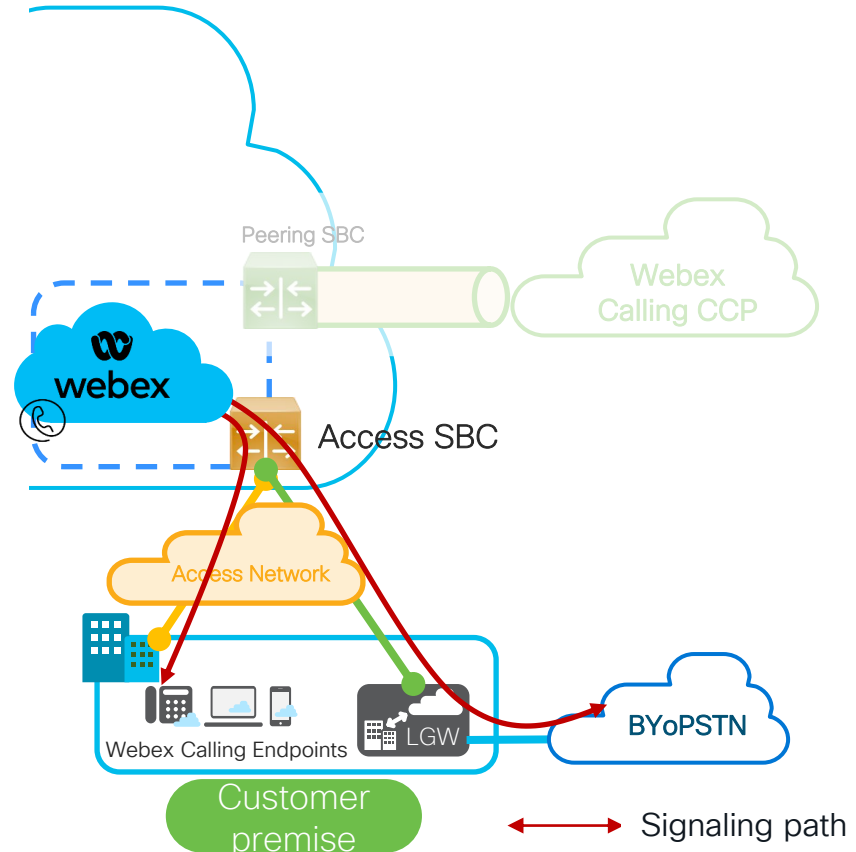 Peering SBC
Webex
Calling CCP
webex
Access SBC
Access Network
BYoPSTN
LGW
Webex Calling Endpoints
Customer
premise
Signaling path